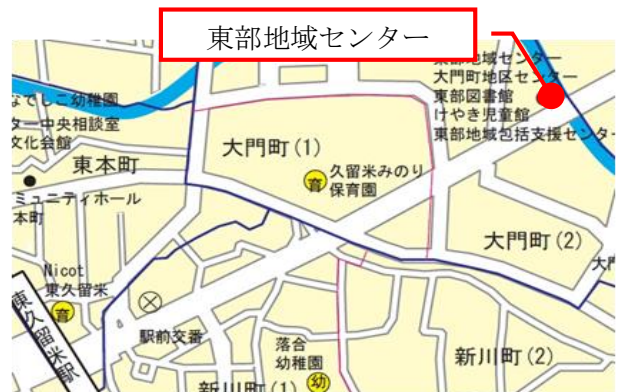 東部地域センター
東部地域センター
大門町地区センター
東部図書館
けやき児童館
東部地域包括支援センター
なでしこ幼稚園
ター中央相談室
文化会館
大門町(1)
東本町
久留米みのり
保育園
育
ミュニティホール
本町
大門町(2)
大門
Nicot
東久留米
育
東久留米駅
駅前交番
落合
幼稚園
幼
新川町(1)
新川町(2)